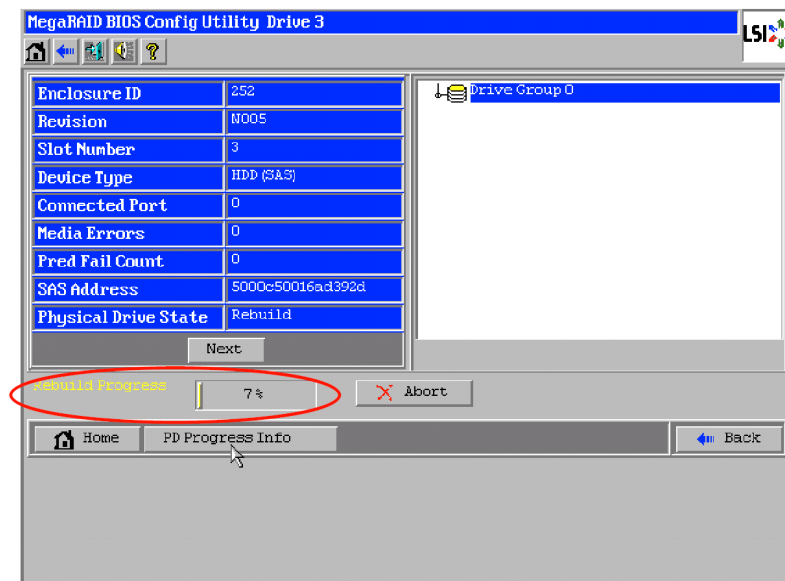 MegaRAID BIOS Config Utility Drive 3
LSI
Enclosure ID 252
Revision N005
Slot Number 3
Device Type HDD (SAS)
Connected Port 0
Media Errors 0
Pred Fail Count 0
SAS Address 5000c50016ad392d
Physical Drive State Rebuild
Next
Drive Group 0
Rebuild Progress 7%
Abort
Home PD Progress Info Back